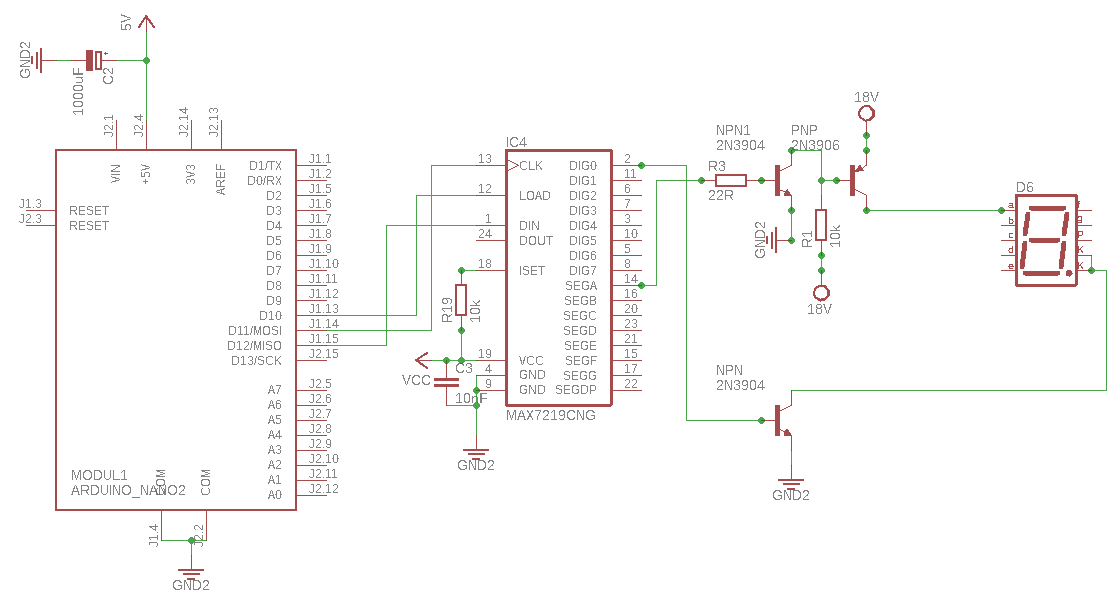 5V
GND2
1000uF
C2
J2.1
J2.4
J2.14
J2.13
VIN
+5V
3V3
AREF
J1.3
RESET
J2.3
RESET
D1/TX J1.1
D0/RX J1.2
D2 J1.5
D3 J1.6
D4 J1.7
D5 J1.8
D6 J1.9
D7 J1.10
D8 J1.11
D9 J1.12
D10 J1.13
D11/MOSI J1.14
D12/MISO J1.15
D13/SCK J2.15
A7 J2.5
A6 J2.6
A5 J2.7
A4 J2.8
A3 J2.9
A2 J2.10
A1 J2.11
A0 J2.12
MODUL1
ARDUINO_NANO2
COM
COM
J1.4
J2.2
GND2
IC4
13 CLK DIG0 2
DIG1 11
12 LOAD DIG2 6
DIG3 7
1 DIN DIG4 3
24 DOUT DIG5 10
DIG6 5
18 ISET DIG7 8
SEGA 14
SEGB 16
SEGC 20
SEGD 23
SEGE 21
19 VCC SEGF 15
4 GND SEGG 17
9 GND SEGDP 22
MAX7219CNG
R19
10k
VCC
C3
10nF
GND2
NPN1
2N3904
R3
22R
GND2
PNP
2N3906
18V
R1
10k
18V
NPN
2N3904
GND2
D6
a f
b g
c P
d K
e K